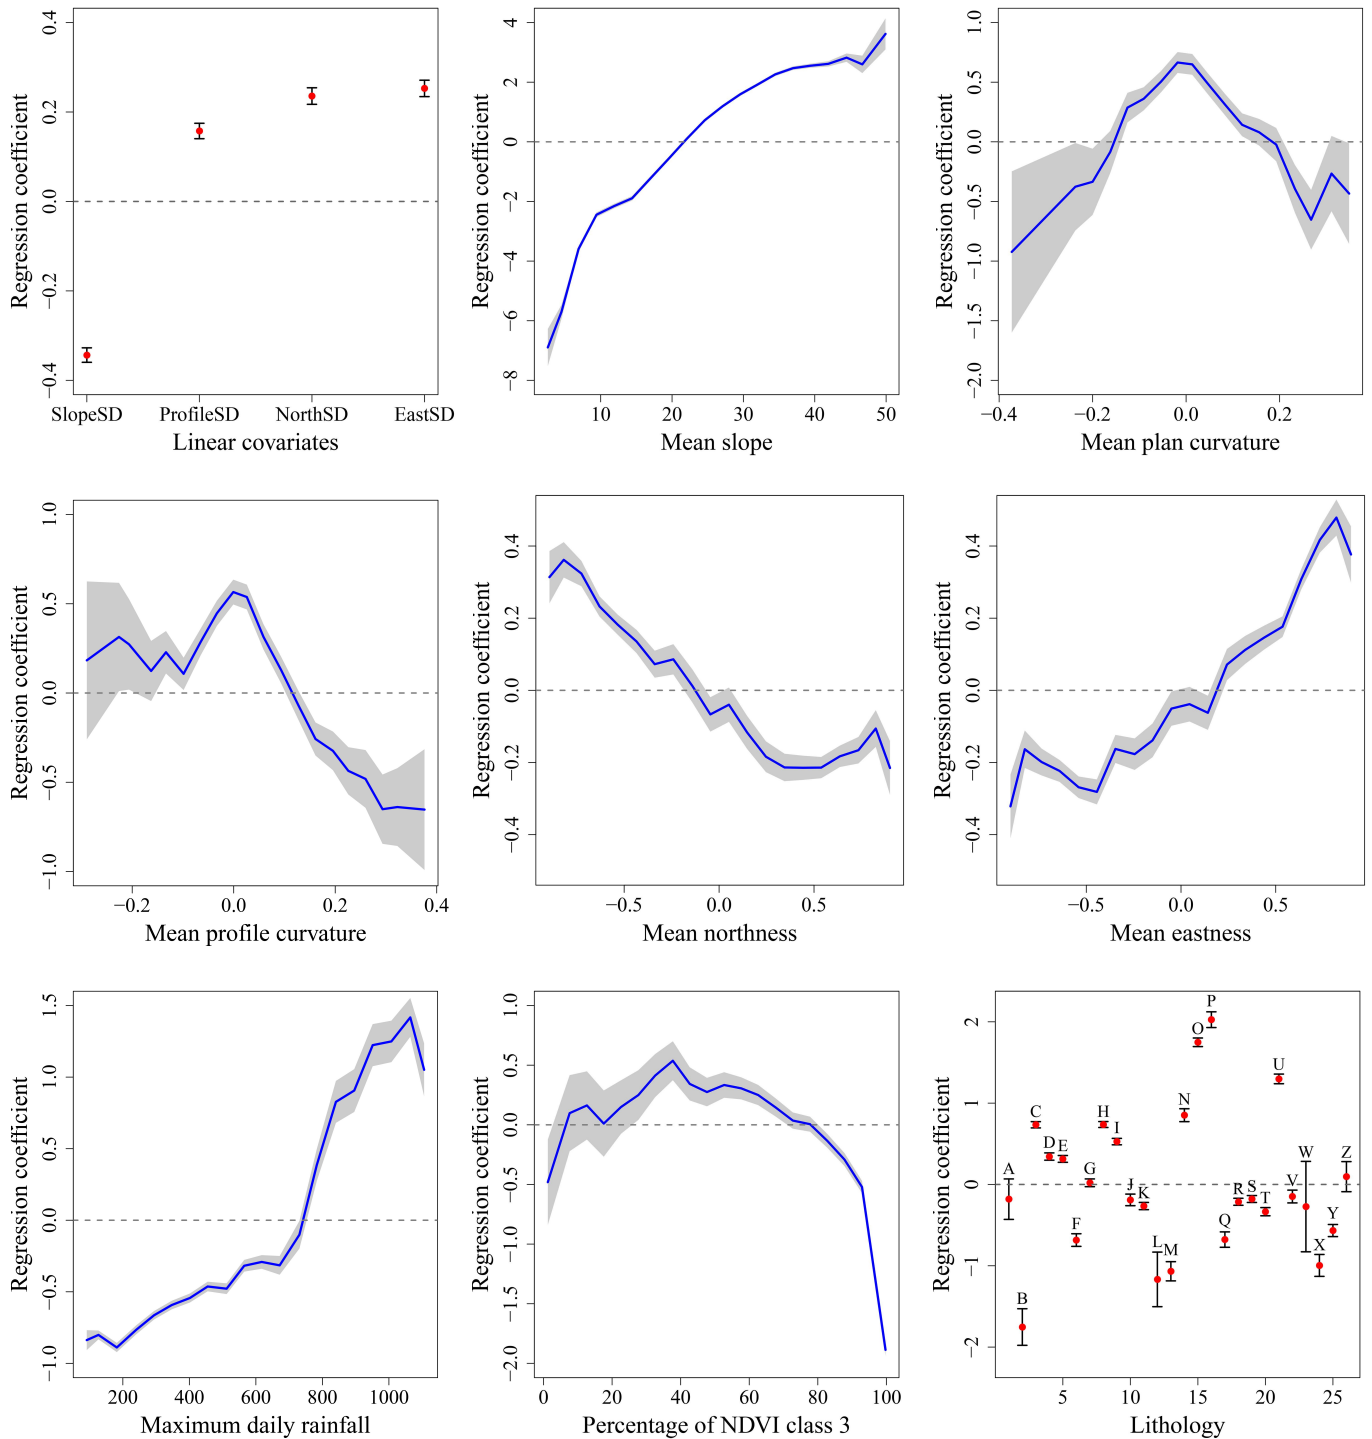 Regression coefficient
0.4
0.2
0.0
−0.2
−0.4
SlopeSD ProfileSD NorthSD EastSD
Linear covariates
Regression coefficient
4
2
0
−2
−4
−6
−8
10 20 30 40 50
Mean slope
Regression coefficient
1.0
0.5
0.0
−0.5
−1.0
−1.5
−2.0
−0.4 −0.2 0.0 0.2
Mean plan curvature
Regression coefficient
1.0
0.5
0.0
−0.5
−1.0
−0.2 0.0 0.2 0.4
Mean profile curvature
Regression coefficient
0.4
0.2
0.0
−0.2
−0.4
−0.5 0.0 0.5
Mean northness
Regression coefficient
0.4
0.2
0.0
−0.2
−0.4
−0.5 0.0 0.5
Mean eastness
Regression coefficient
1.5
1.0
0.5
0.0
−0.5
−1.0
200 400 600 800 1000
Maximum daily rainfall
Regression coefficient
1.0
0.5
0.0
−0.5
−1.0
−1.5
−2.0
0 20 40 60 80 100
Percentage of NDVI class 3
Regression coefficient
2
1
0
−1
−2
A
B
C
D
E
F
G
H
I
J
K
L
M
N
O
P
Q
R
S
T
U
V
W
X
Y
Z
5 10 15 20 25
Lithology